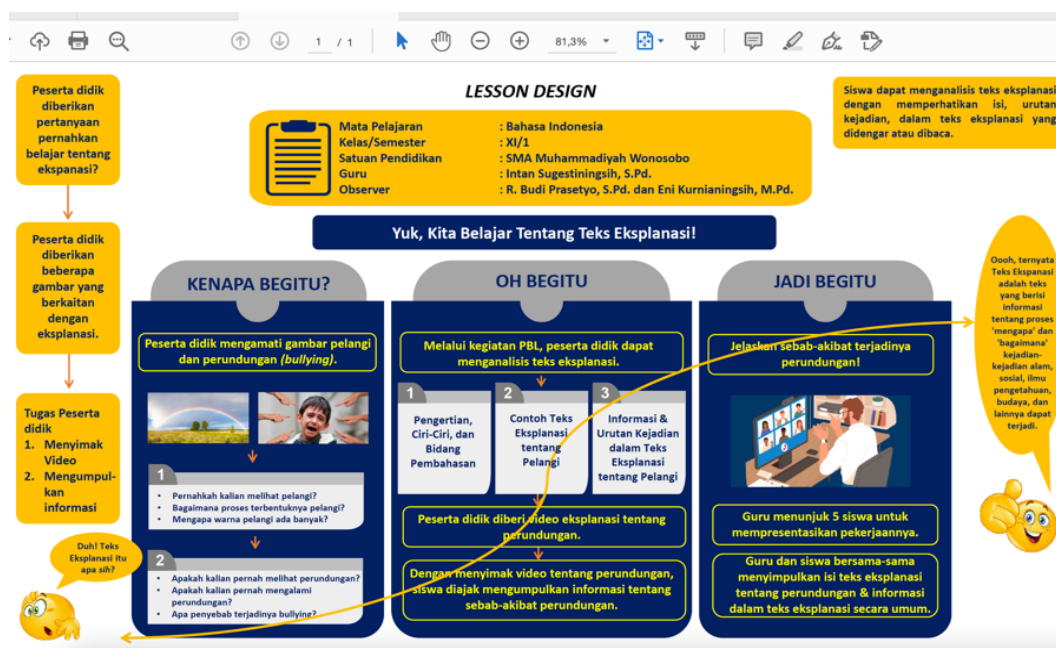 1 / 1
81,3%
Peserta didik
diberikan
pertanyaan
pernahkan
belajar tentang
ekspanasi?
Peserta didik
diberikan
beberapa
gambar yang
berkaitan
dengan
eksplanasi.
Tugas Peserta
didik
1. Menyimak
Video
2. Mengumpul-
kan
informasi
Duh! Teks
Eksplanasi itu
apa sih?
LESSON DESIGN
Mata Pelajaran : Bahasa Indonesia
Kelas/Semester : XI/1
Satuan Pendidikan : SMA Muhammadiyah Wonosobo
Guru : Intan Sugestiningsih, S.Pd.
Observer : R. Budi Prasetyo, S.Pd. dan Eni Kurnianingsih, M.Pd.
Siswa dapat menganalisis teks eksplanasi
dengan memperhatikan isi, urutan
kejadian, dalam teks eksplanasi yang
didengar atau dibaca.
Yuk, Kita Belajar Tentang Teks Eksplanasi!
KENAPA BEGITU?
Peserta didik mengamati gambar pelangi
dan perundungan (bullying).
1
• Pernahkah kalian melihat pelangi?
• Bagaimana proses terbentuknya pelangi?
• Mengapa warna pelangi ada banyak?
2
• Apakah kalian pernah melihat perundungan?
• Apakah kalian pernah mengalami
perundungan?
• Apa penyebab terjadinya bullying?
OH BEGITU
Melalui kegiatan PBL, peserta didik dapat
menganalisis teks eksplanasi.
1
Pengertian,
Ciri-Ciri, dan
Bidang
Pembahasan
2
Contoh Teks
Eksplanasi
tentang
Pelangi
3
Informasi &
Urutan Kejadian
dalam Teks
Eksplanasi
tentang Pelangi
Peserta didik diberi video eksplanasi tentang
perundungan.
Dengan menyimak video tentang perundungan,
siswa diajak mengumpulkan informasi tentang
sebab-akibat perundungan.
JADI BEGITU
Jelaskan sebab-akibat terjadinya
perundungan!
Guru menunjuk 5 siswa untuk
mempresentasikan pekerjaannya.
Guru dan siswa bersama-sama
menyimpulkan isi teks eksplanasi
tentang perundungan & informasi
dalam teks eksplanasi secara umum.
Oooh, ternyata
Teks Ekspanasi
adalah teks
yang berisi
informasi
tentang proses
'mengapa' dan
'bagaimana'
kejadian-
kejadian alam,
sosial, ilmu
pengetahuan,
budaya, dan
lainnya dapat
terjadi.